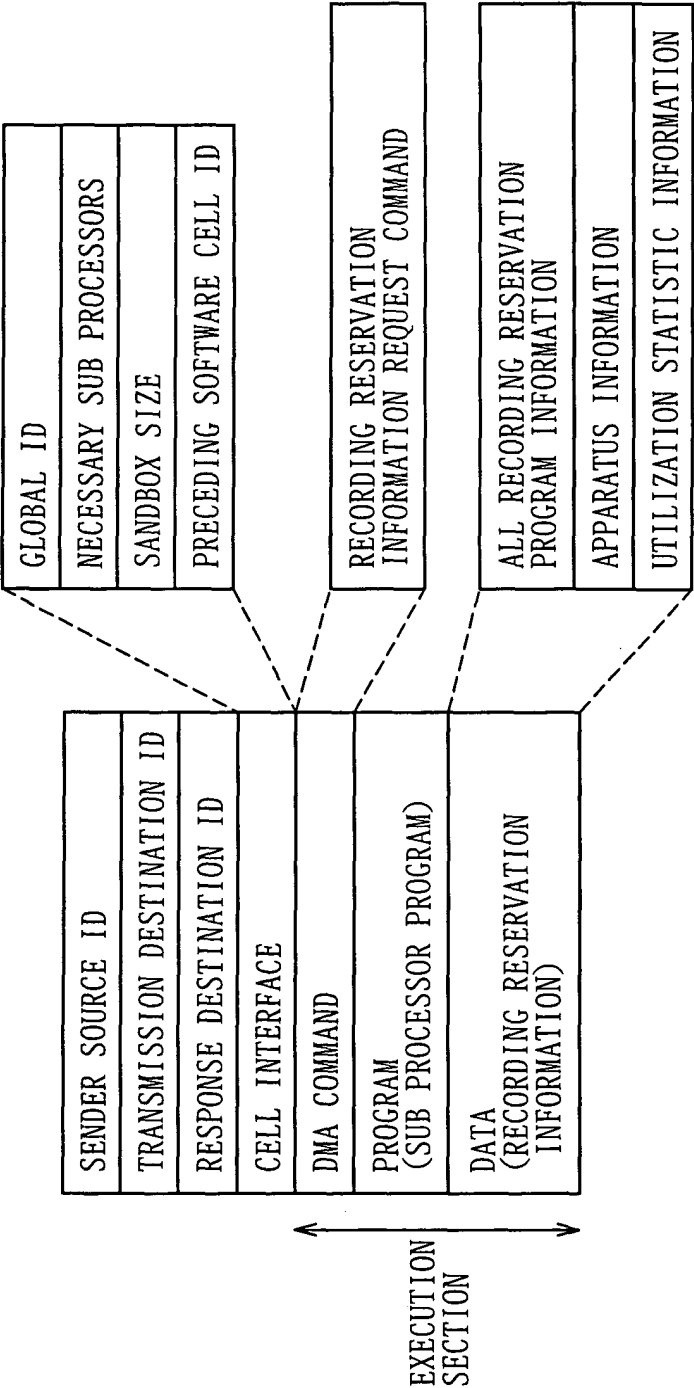 SENDER SOURCE ID
TRANSMISSION DESTINATION ID
RESPONSE DESTINATION ID
CELL INTERFACE
DMA COMMAND
PROGRAM
(SUB PROCESSOR PROGRAM)
DATA
(RECORDING RESERVATION
INFORMATION)
EXECUTION
SECTION
GLOBAL ID
NECESSARY SUB PROCESSORS
SANDBOX SIZE
PRECEDING SOFTWARE CELL ID
RECORDING RESERVATION
INFORMATION REQUEST COMMAND
ALL RECORDING RESERVATION
PROGRAM INFORMATION
APPARATUS INFORMATION
UTILIZATION STATISTIC INFORMATION